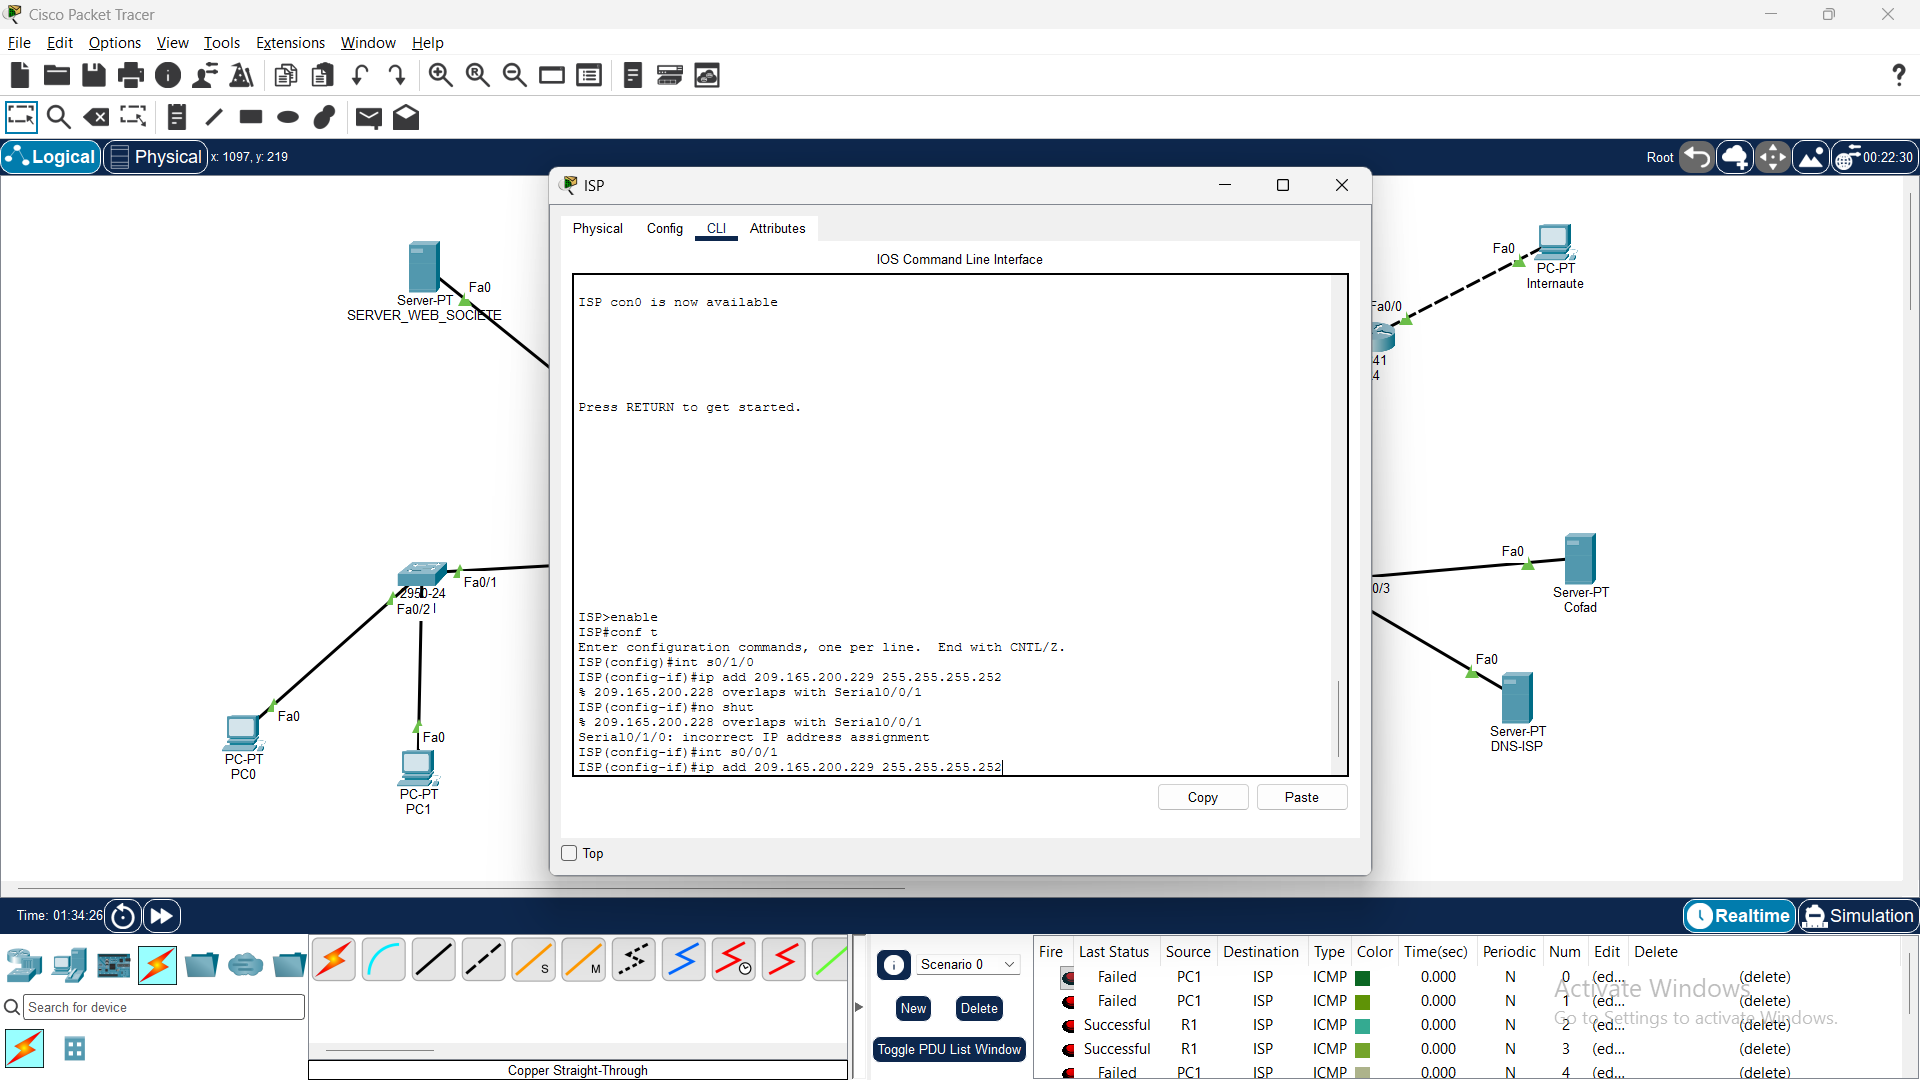 Cisco Packet Tracer
File Edit Options View Tools Extensions Window Help
Logical Physical x: 1097, y: 219
Root 00:22:30
ISP
Physical Config CLI Attributes
IOS Command Line Interface
ISP con0 is now available
Press RETURN to get started.
ISP>enable
ISP#conf t
Enter configuration commands, one per line. End with CNTL/Z.
ISP(config)#int s0/1/0
ISP(config-if)#ip add 209.165.200.229 255.255.255.252
% 209.165.200.228 overlaps with Serial0/0/1
ISP(config-if)#no shut
% 209.165.200.228 overlaps with Serial0/0/1
Serial0/1/0: incorrect IP address assignment
ISP(config-if)#int s0/0/1
ISP(config-if)#ip add 209.165.200.229 255.255.255.252
Copy Paste
Top
Fa0
Server-PT
SERVER_WEB_SOCIETE
Fa0/1
2950-24
Fa0/2
Fa0
PC-PT
PC0
Fa0
PC-PT
PC1
Fa0
PC-PT
Internaute
Fa0/0
41
4
Fa0
0/3
Server-PT
Cofad
Fa0
Server-PT
DNS-ISP
Time: 01:34:26
Realtime Simulation
Search for device
S
M
Copper Straight-Through
Scenario 0
New Delete
Toggle PDU List Window
Fire Last Status Source Destination Type Color Time(sec) Periodic Num Edit Delete
Failed PC1 ISP ICMP 0.000 N 0 (ed... (delete)
Failed PC1 ISP ICMP 0.000 N 1 (ed... (delete)
Successful R1 ISP ICMP 0.000 N 2 (ed... (delete)
Successful R1 ISP ICMP 0.000 N 3 (ed... (delete)
Failed PC1 ISP ICMP 0.000 N 4 (ed... (delete)
Activate Windows
Go to Settings to activate Windows.